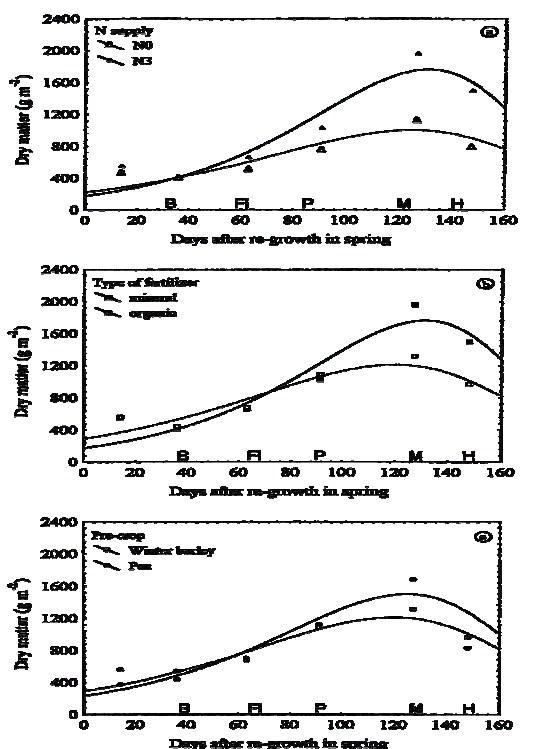 2400
N supply
a
N0
N3
2000
1600
1200
800
400
0
Dry matter (g m⁻²)
B FI P M H
0 20 40 60 80 100 120 140 160
Days after re-growth in spring
2400
Type of fertilizer
b
mineral
organic
2000
1600
1200
800
400
0
Dry matter (g m⁻²)
B FI P M H
0 20 40 60 80 100 120 140 160
Days after re-growth in spring
2400
Pre-crop
Winter barley
Pea
2000
1600
1200
800
400
0
Dry matter (g m⁻²)
B FI P M H
0 20 40 60 80 100 120 140 160
Days after re-growth in spring